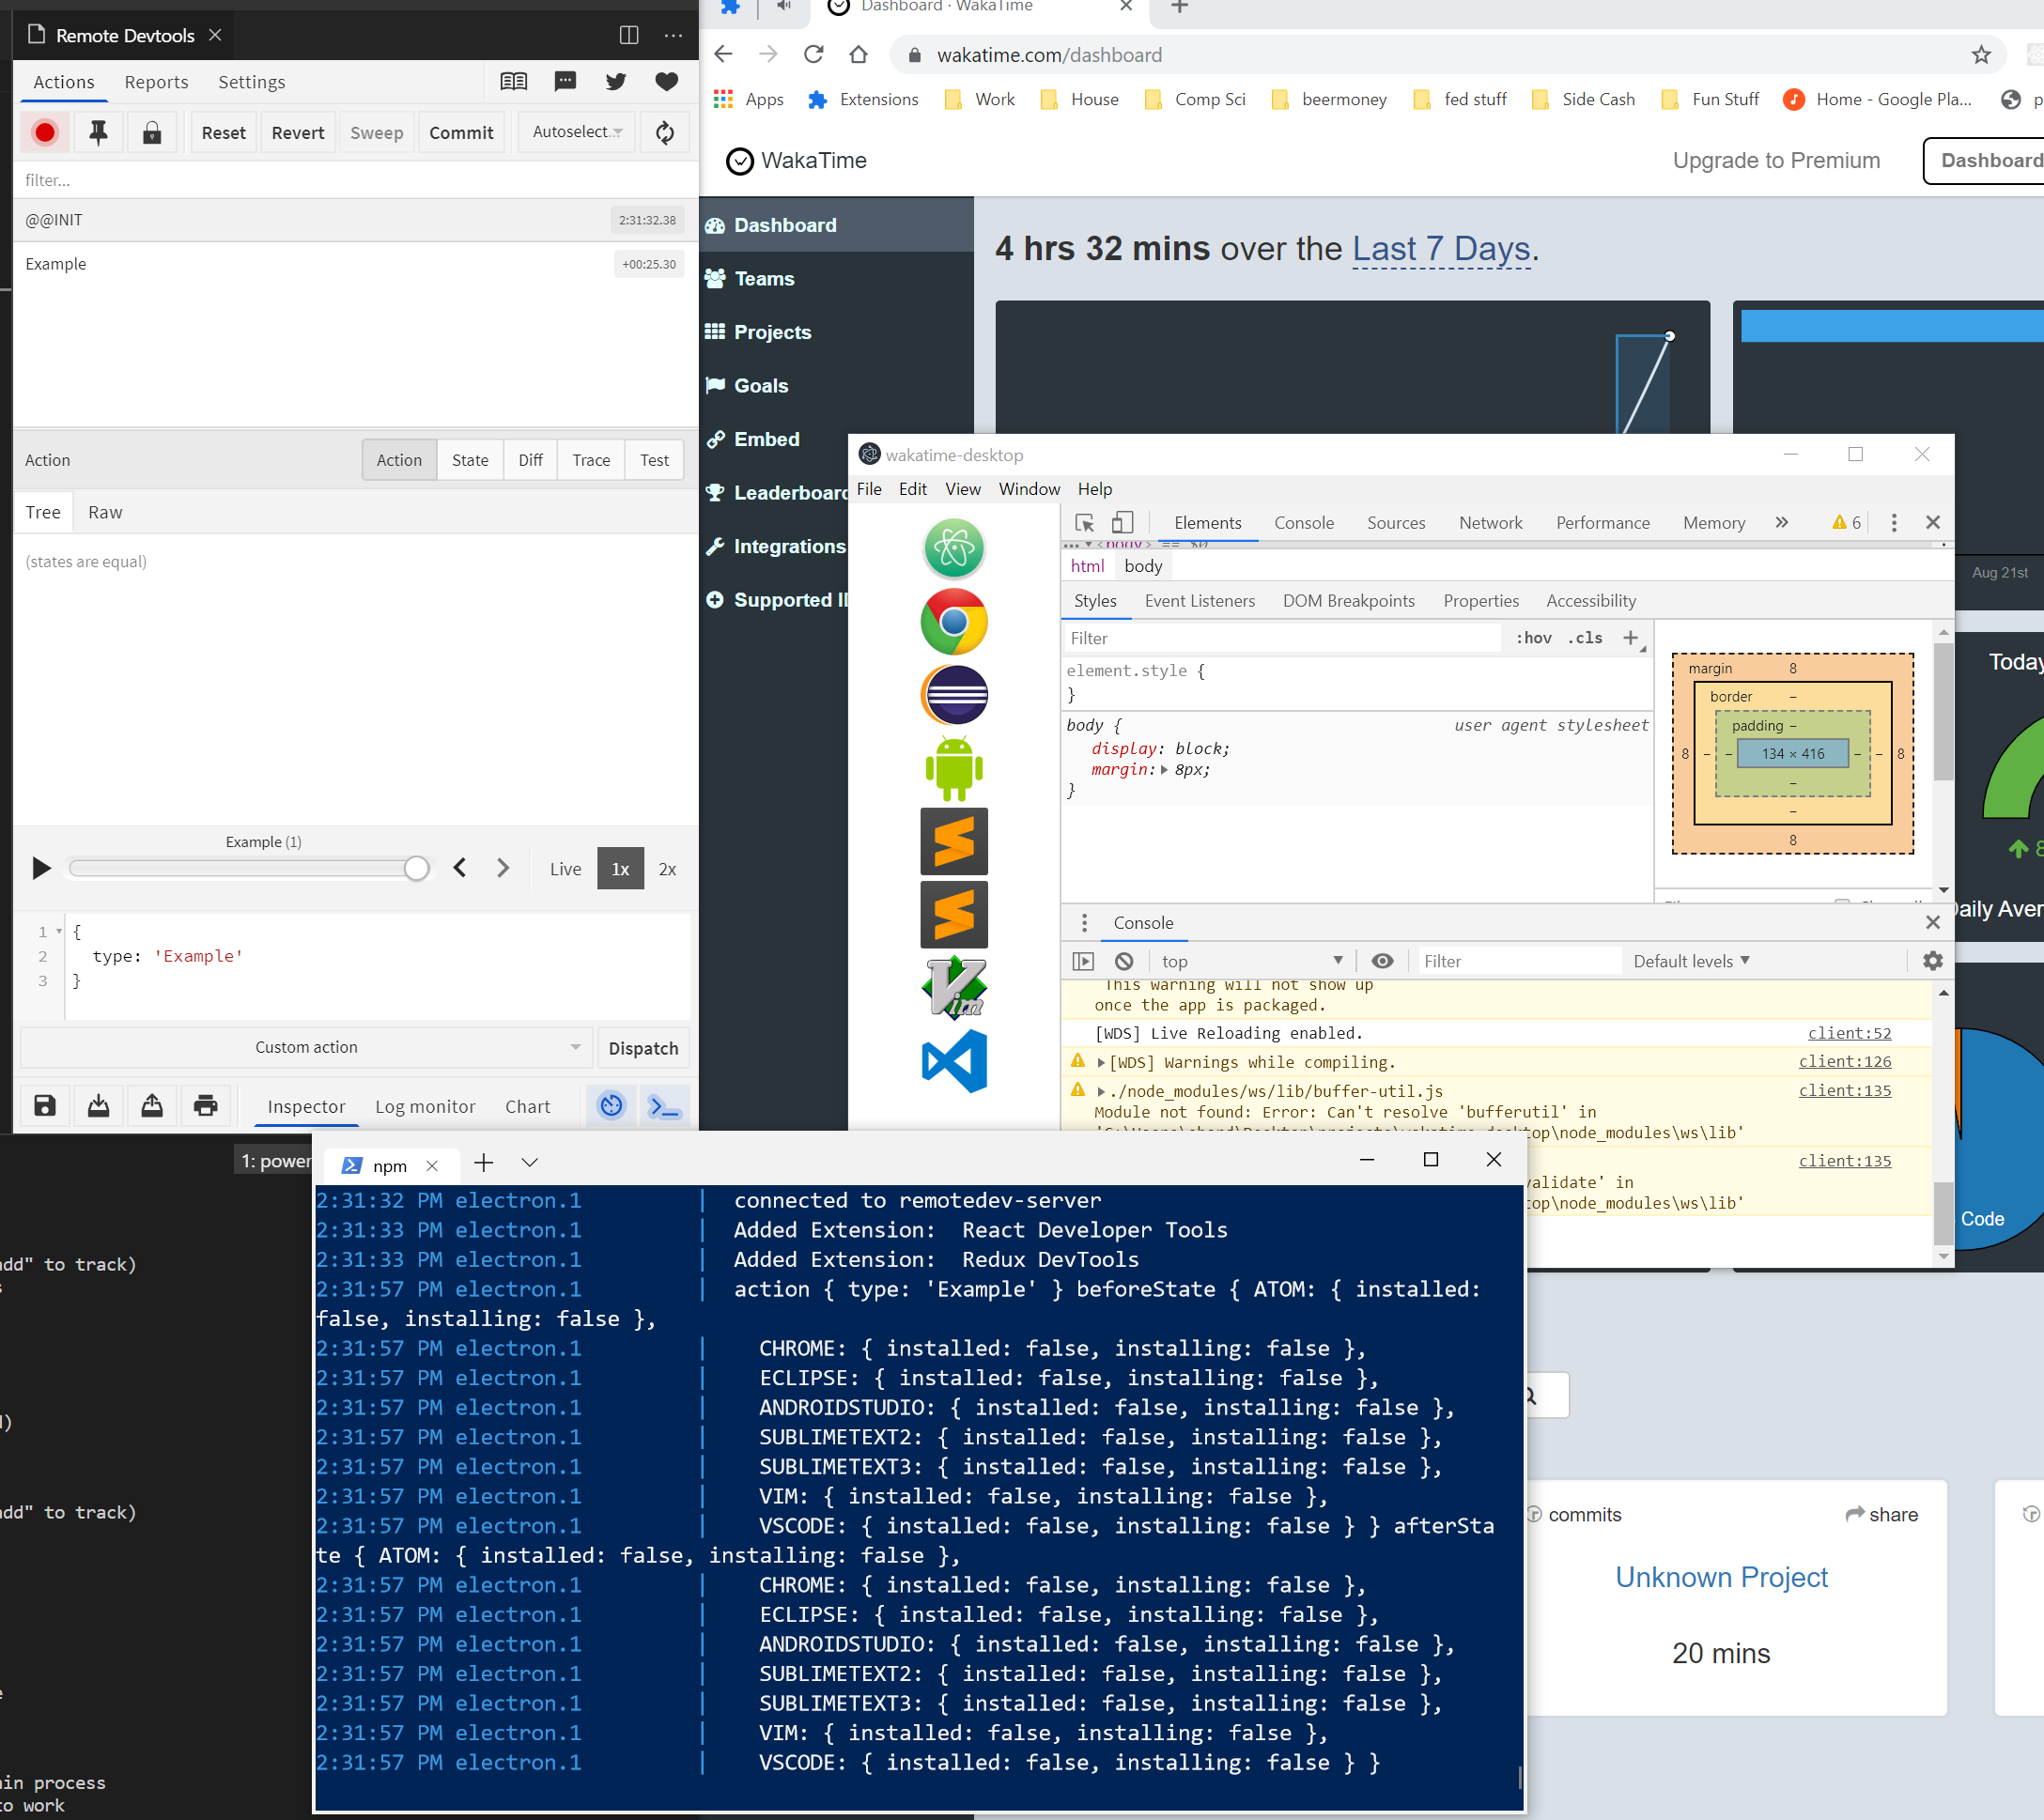 Remote Devtools
Actions Reports Settings
Reset Revert Sweep Commit Autoselect...
filter...
@@INIT 2:31:32.38
Example +00:25.30
Action Action State Diff Trace Test
Tree Raw
(states are equal)
Example (1)
Live 1x 2x
1 {
2 type: 'Example'
3 }
Custom action Dispatch
Inspector Log monitor Chart
1: power
dd" to track)
dd" to track)
in process
to work
Dashboard · WakaTime
wakatime.com/dashboard
Apps Extensions Work House Comp Sci beermoney fed stuff Side Cash Fun Stuff Home - Google Pla... p
WakaTime Upgrade to Premium Dashboard
Dashboard
Teams
Projects
Goals
Embed
Leaderboard
Integrations
Supported I
4 hrs 32 mins over the Last 7 Days.
Aug 21st
Today
8
Daily Aver
Code
commits share
Unknown Project
20 mins
wakatime-desktop
File Edit View Window Help
Elements Console Sources Network Performance Memory » 6
... <body> == $0
html body
Styles Event Listeners DOM Breakpoints Properties Accessibility
Filter :hov .cls +
element.style {
}
body { user agent stylesheet
display: block;
margin: 8px;
}
margin 8
border –
padding –
8 – – 134 × 416 – – 8
–
–
8
Console
top Filter Default levels
This warning will not show up
once the app is packaged.
[WDS] Live Reloading enabled. client:52
[WDS] Warnings while compiling. client:126
./node_modules/ws/lib/buffer-util.js client:135
Module not found: Error: Can't resolve 'bufferutil' in
top\node_modules\ws\lib'
client:135
validate' in
top\node_modules\ws\lib'
npm
2:31:32 PM electron.1 | connected to remotedev-server
2:31:33 PM electron.1 | Added Extension: React Developer Tools
2:31:33 PM electron.1 | Added Extension: Redux DevTools
2:31:57 PM electron.1 | action { type: 'Example' } beforeState { ATOM: { installed:
false, installing: false },
2:31:57 PM electron.1 | CHROME: { installed: false, installing: false },
2:31:57 PM electron.1 | ECLIPSE: { installed: false, installing: false },
2:31:57 PM electron.1 | ANDROIDSTUDIO: { installed: false, installing: false },
2:31:57 PM electron.1 | SUBLIMETEXT2: { installed: false, installing: false },
2:31:57 PM electron.1 | SUBLIMETEXT3: { installed: false, installing: false },
2:31:57 PM electron.1 | VIM: { installed: false, installing: false },
2:31:57 PM electron.1 | VSCODE: { installed: false, installing: false } } afterSta
te { ATOM: { installed: false, installing: false },
2:31:57 PM electron.1 | CHROME: { installed: false, installing: false },
2:31:57 PM electron.1 | ECLIPSE: { installed: false, installing: false },
2:31:57 PM electron.1 | ANDROIDSTUDIO: { installed: false, installing: false },
2:31:57 PM electron.1 | SUBLIMETEXT2: { installed: false, installing: false },
2:31:57 PM electron.1 | SUBLIMETEXT3: { installed: false, installing: false },
2:31:57 PM electron.1 | VIM: { installed: false, installing: false },
2:31:57 PM electron.1 | VSCODE: { installed: false, installing: false } }